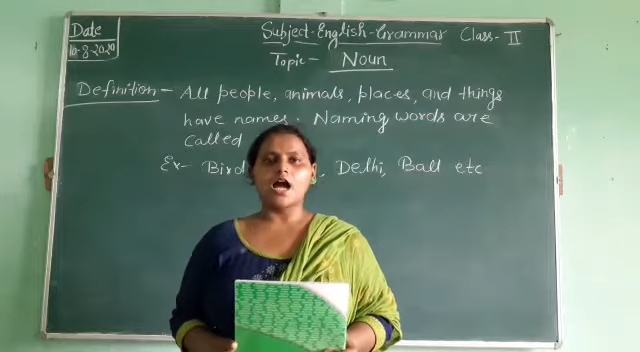 Date
10-8-2020
Subject-English-Grammar Class-II
Topic- Noun
Definition- All people, animals, places, and things
have names. Naming words are
called
Ex- Bird , Delhi, Ball etc